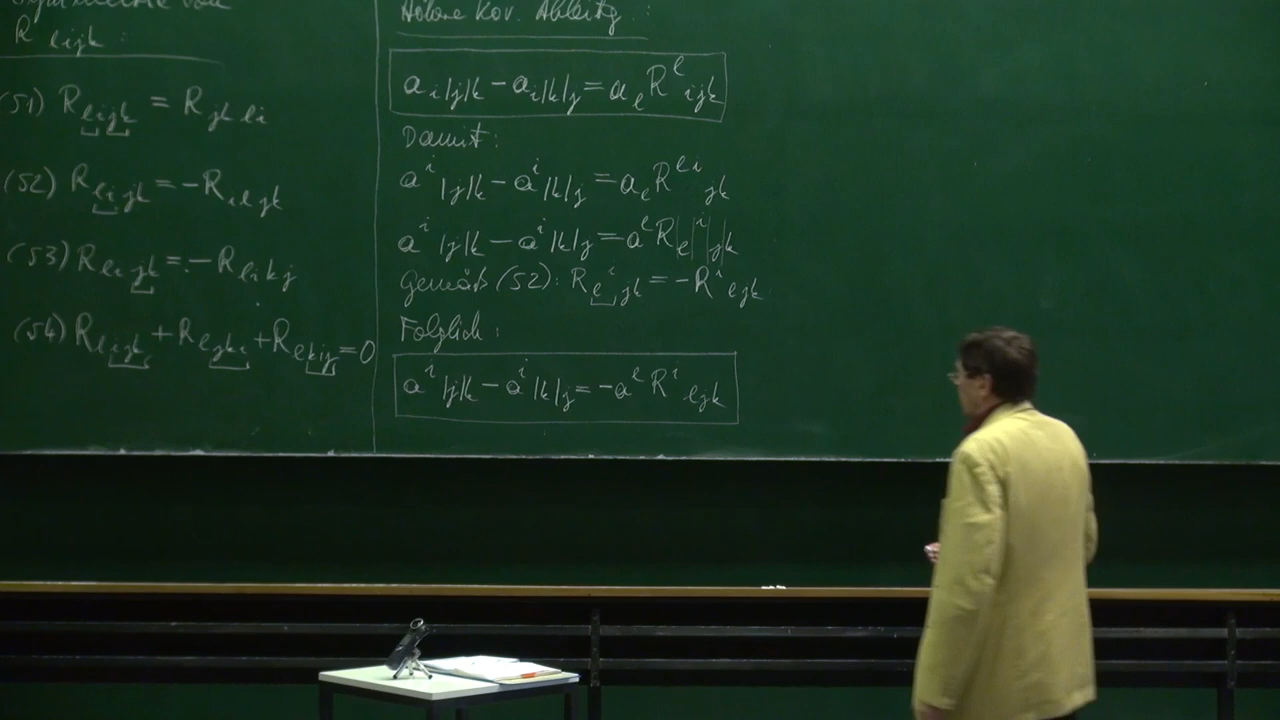 Symmetrie von
R_{lijk}:
(S1) R_{lijk} = R_{jkli}
(S2) R_{lijk} = -R_{iljk}
(S3) R_{lijk} = -R_{likj}
(S4) R_{lijk} + R_{ljki} + R_{lkij} = 0
Höhere Kov. Ableitg.:
a_{i|j|k} - a_{i|k|j} = a_l R^l_{ijk}
Damit:
a^i_{|j|k} - a^i_{|k|j} = a_l R^{li}_{jk}
a^i_{|j|k} - a^i_{|k|j} = a^l R_l^i_{jk}
Gemäß (S2): R_l^i_{jk} = -R^i_{ljk}
Folglich:
a^i_{|j|k} - a^i_{|k|j} = -a^l R^i_{ljk}